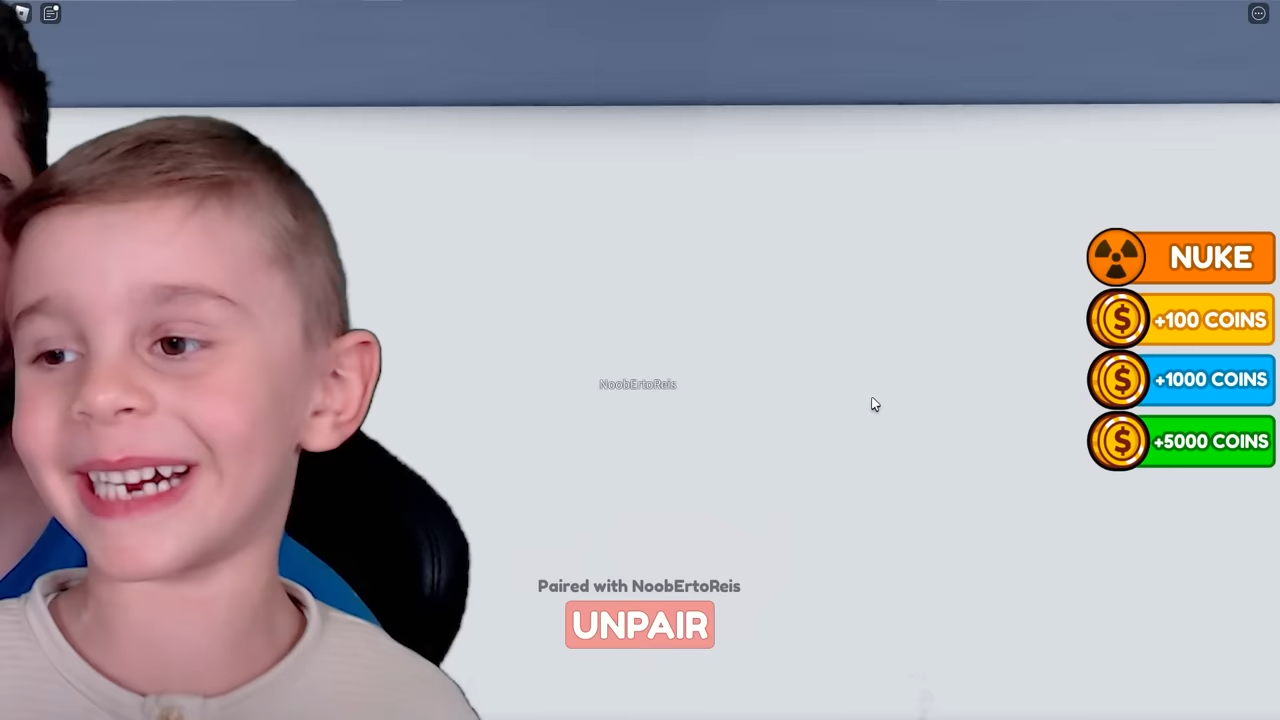 NUKE
+100 COINS
+1000 COINS
+5000 COINS
NoobErtoReis
Paired with NoobErtoReis
UNPAIR